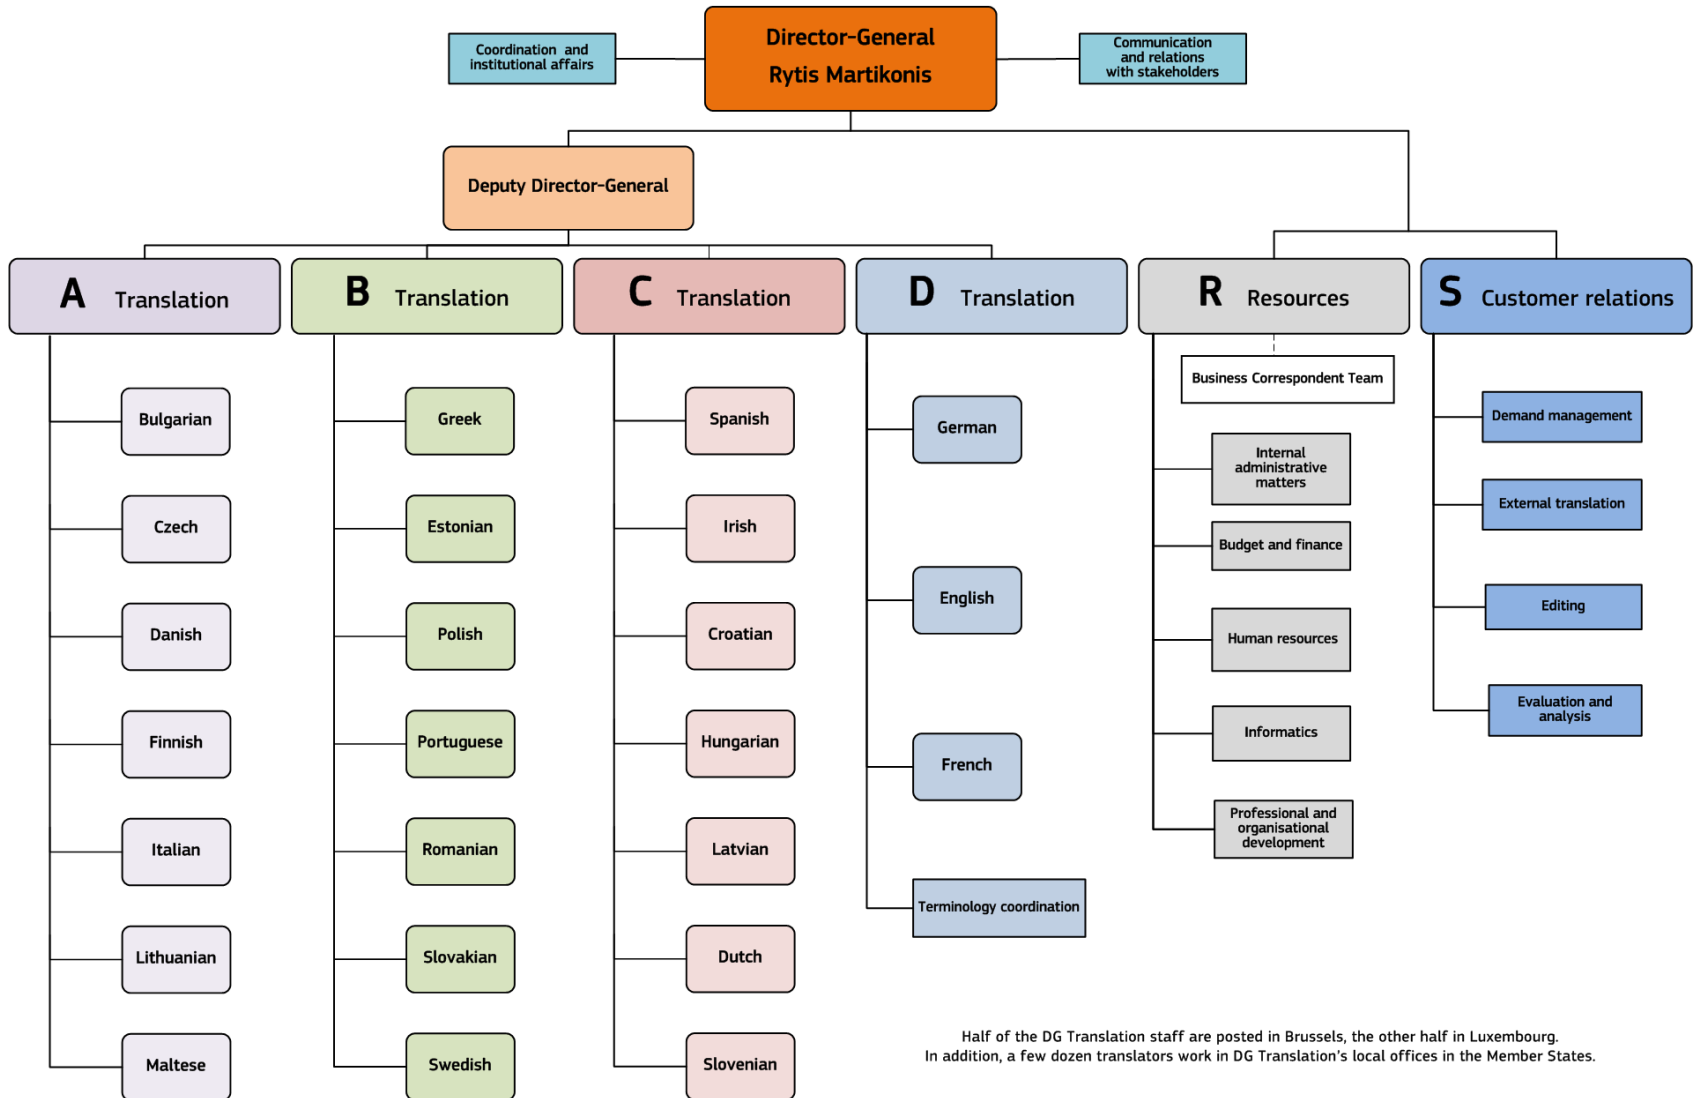 Director-General
Rytis Martikonis
Coordination and
institutional affairs
Communication
and relations
with stakeholders
Deputy Director-General
A Translation
B Translation
C Translation
D Translation
R Resources
S Customer relations
Bulgarian
Czech
Danish
Finnish
Italian
Lithuanian
Maltese
Greek
Estonian
Polish
Portuguese
Romanian
Slovakian
Swedish
Spanish
Irish
Croatian
Hungarian
Latvian
Dutch
Slovenian
German
English
French
Terminology coordination
Business Correspondent Team
Internal
administrative
matters
Budget and finance
Human resources
Informatics
Professional and
organisational
development
Demand management
External translation
Editing
Evaluation and
analysis
Half of the DG Translation staff are posted in Brussels, the other half in Luxembourg.
In addition, a few dozen translators work in DG Translation's local offices in the Member States.